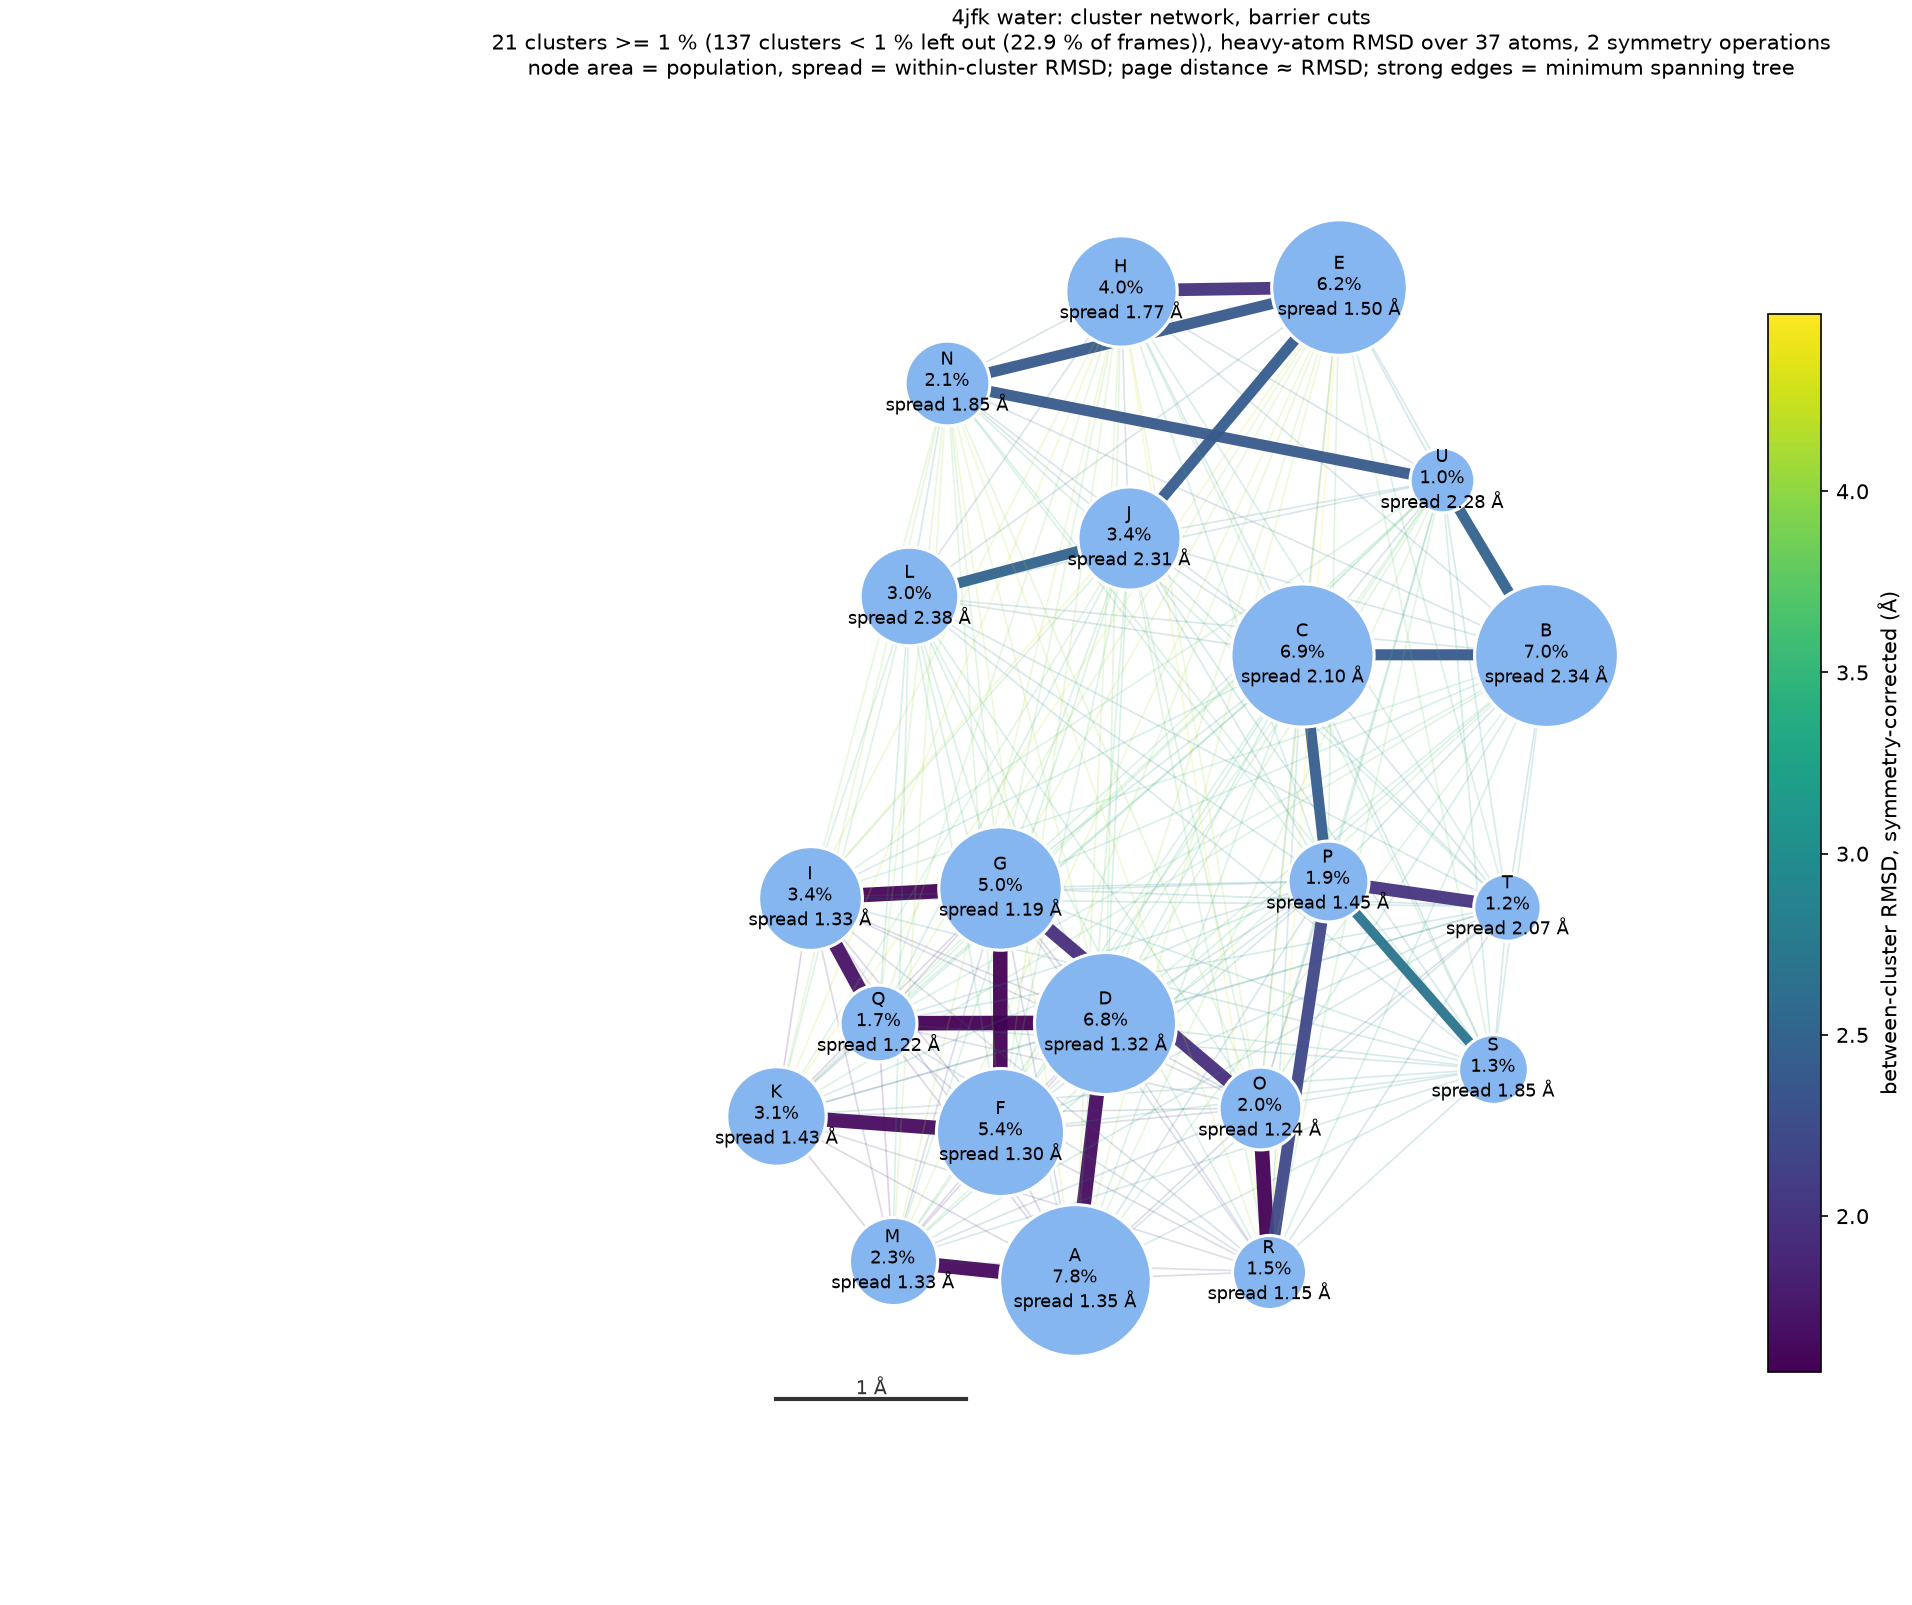 4jfk water: cluster network, barrier cuts
21 clusters >= 1 % (137 clusters < 1 % left out (22.9 % of frames)), heavy-atom RMSD over 37 atoms, 2 symmetry operations
node area = population, spread = within-cluster RMSD; page distance ≈ RMSD; strong edges = minimum spanning tree
H
4.0%
spread 1.77 Å
E
6.2%
spread 1.50 Å
N
2.1%
spread 1.85 Å
U
1.0%
spread 2.28 Å
J
3.4%
spread 2.31 Å
L
3.0%
spread 2.38 Å
C
6.9%
spread 2.10 Å
B
7.0%
spread 2.34 Å
I
3.4%
spread 1.33 Å
G
5.0%
spread 1.19 Å
P
1.9%
spread 1.45 Å
T
1.2%
spread 2.07 Å
Q
1.7%
spread 1.22 Å
D
6.8%
spread 1.32 Å
S
1.3%
spread 1.85 Å
K
3.1%
spread 1.43 Å
F
5.4%
spread 1.30 Å
O
2.0%
spread 1.24 Å
M
2.3%
spread 1.33 Å
A
7.8%
spread 1.35 Å
R
1.5%
spread 1.15 Å
1 Å
4.0
3.5
3.0
2.5
2.0
between-cluster RMSD, symmetry-corrected (Å)